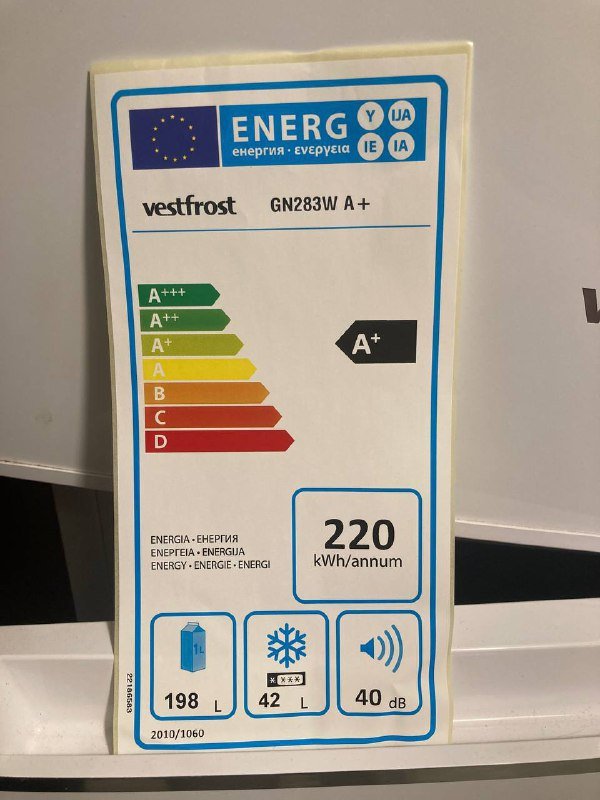 ENERG Y IJA
енергия · ενεργεια IE IA
vestfrost GN283W A+
A+++
A++
A+
A+
A
B
C
D
220
kWh/annum
ENERGIA · ЕНЕРГИЯ
ΕΝΕΡΓΕΙΑ · ENERGIJA
ENERGY · ENERGIE · ENERGI
1L
198 L
****
42 L
40 dB
2010/1060
22186583